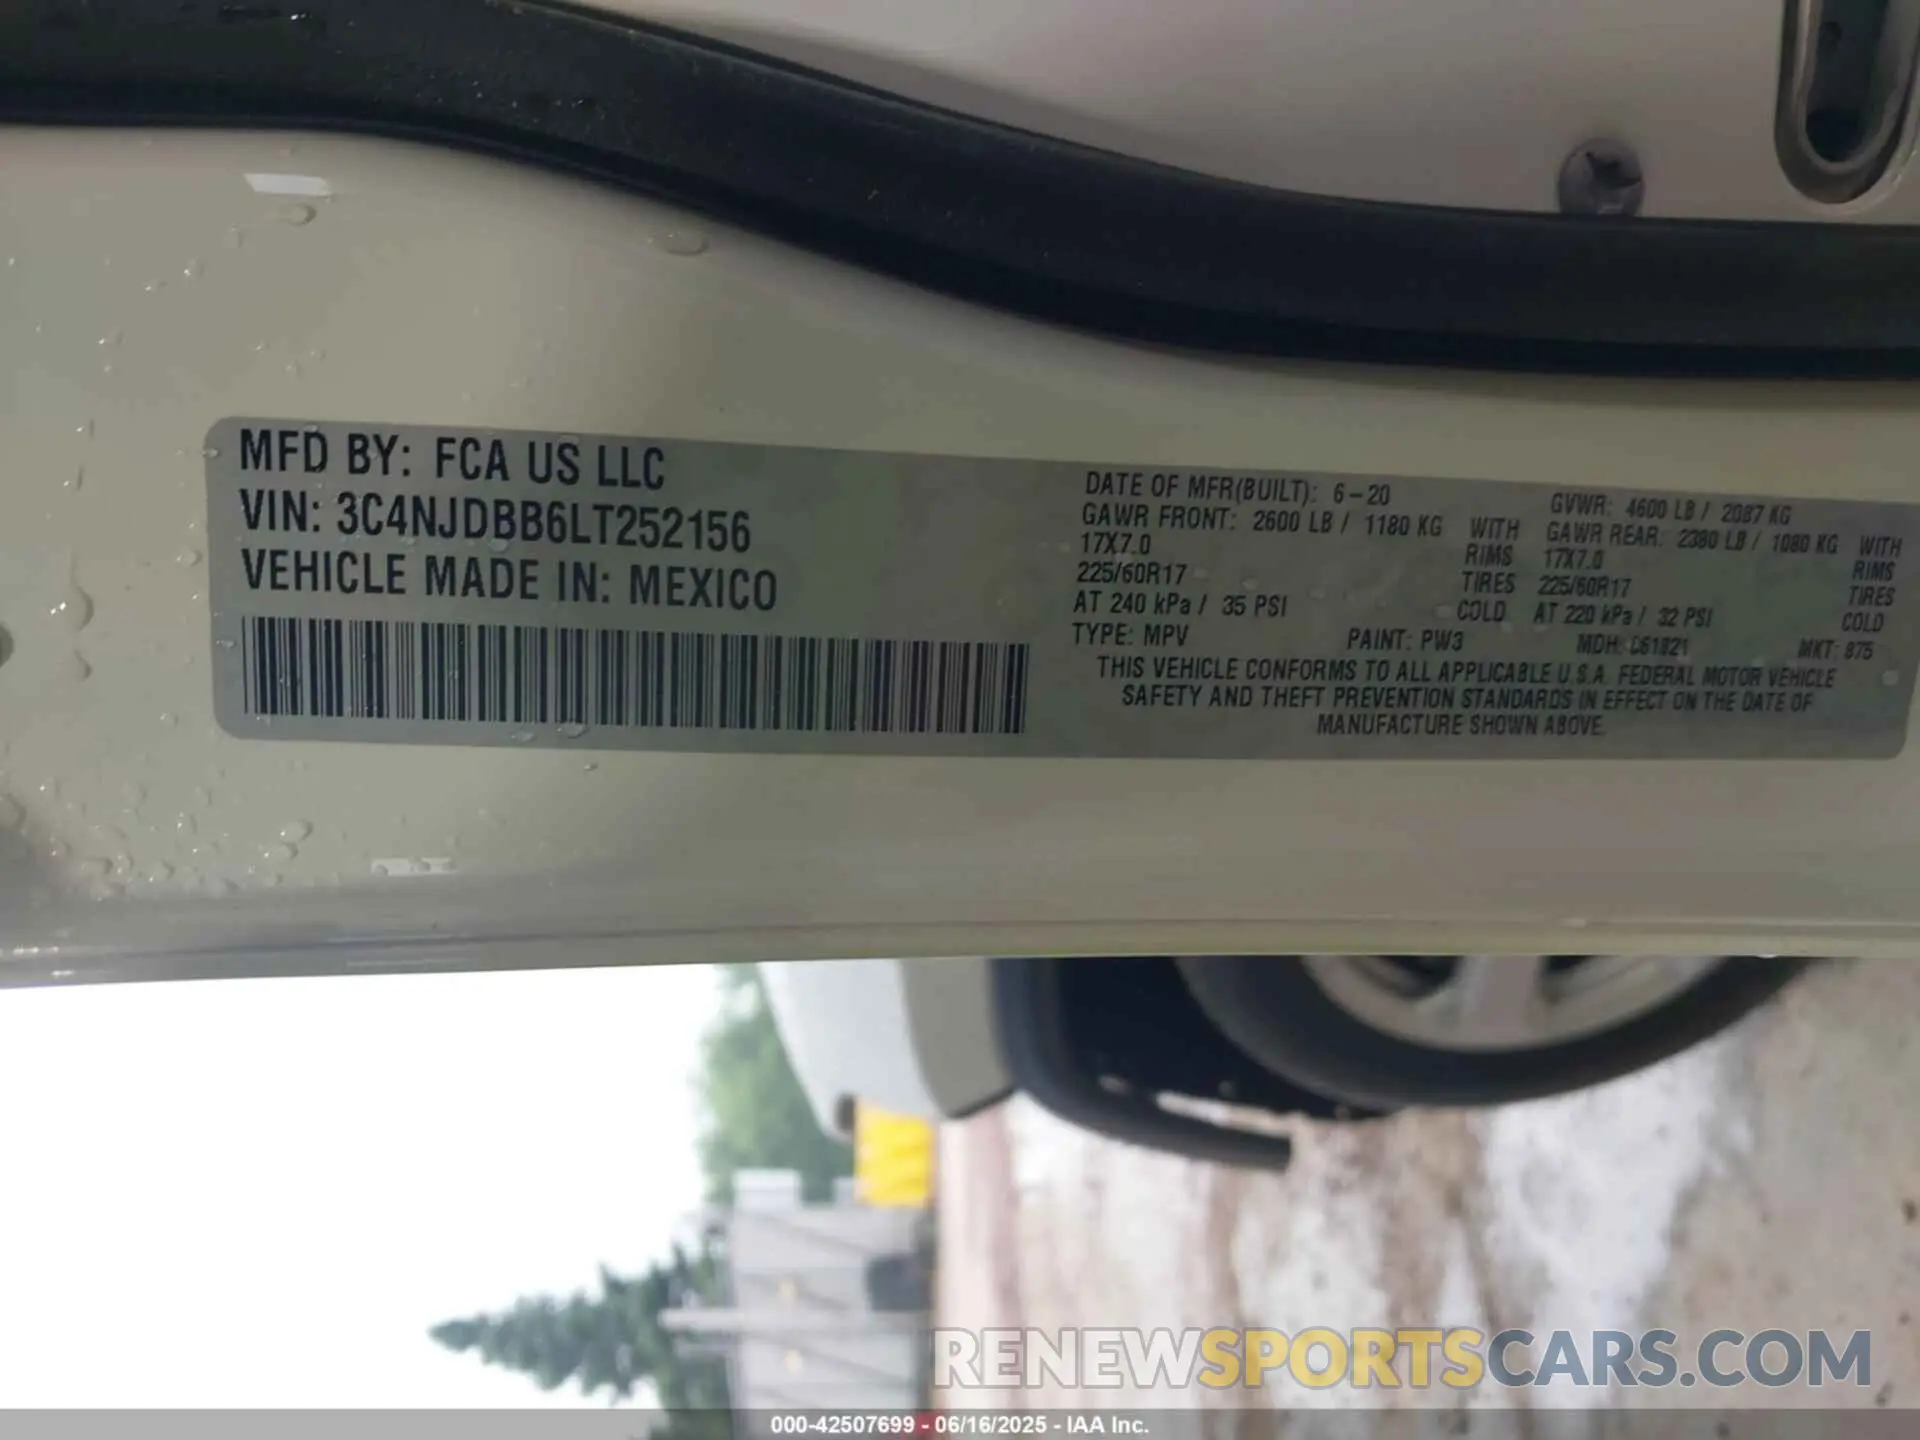 MFD BY: FCA US LLC
VIN: 3C4NJDBB6LT252156
VEHICLE MADE IN: MEXICO
DATE OF MFR(BUILT): 6-20 GVWR: 4600 LB / 2087 KG
GAWR FRONT: 2600 LB / 1180 KG WITH GAWR REAR: 2380 LB / 1080 KG WITH
17X7.0 RIMS 17X7.0 RIMS
225/60R17 TIRES 225/60R17 TIRES
AT 240 kPa / 35 PSI COLD AT 220 kPa / 32 PSI COLD
TYPE: MPV PAINT: PW3 MDH: 061821 MKT: 875
THIS VEHICLE CONFORMS TO ALL APPLICABLE U.S.A. FEDERAL MOTOR VEHICLE
SAFETY AND THEFT PREVENTION STANDARDS IN EFFECT ON THE DATE OF
MANUFACTURE SHOWN ABOVE.
RENEWSPORTSCARS.COM
000-42507699 - 06/16/2025 - IAA Inc.